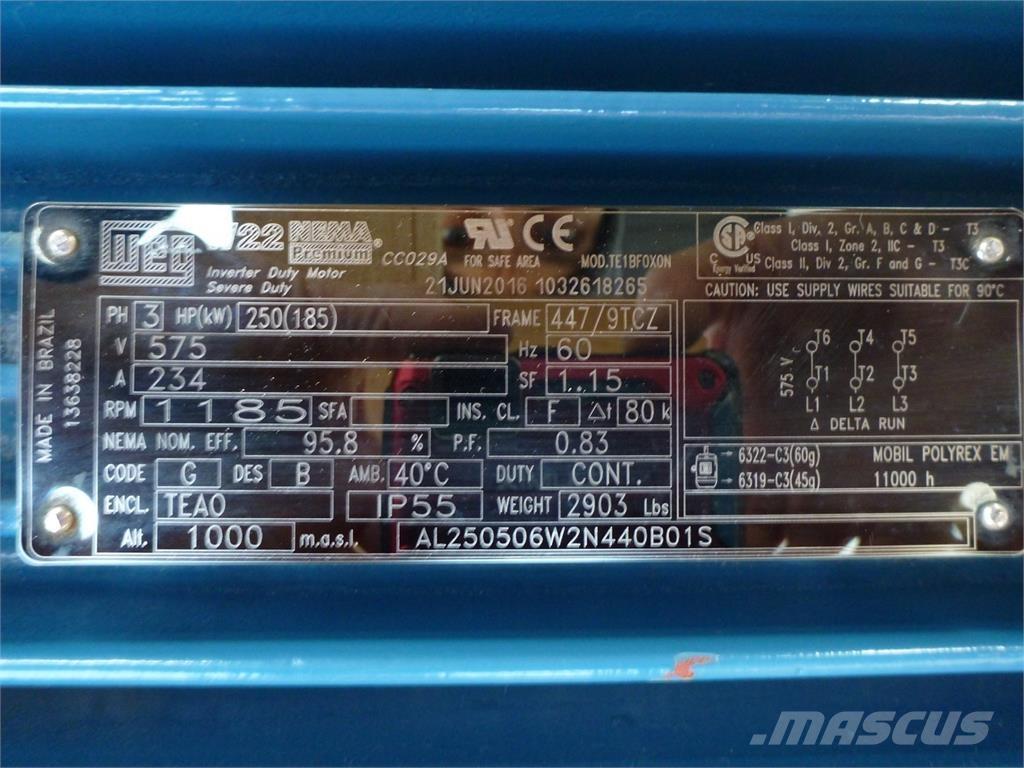 MADE IN BRAZIL
13638228
WEG W22 NEMA Premium® CC029A
Inverter Duty Motor
Severe Duty
UR CE
FOR SAFE AREA MOD.TE1BF0X0N
21JUN2016 1032618265
C US
Energy Verified
Class I, Div. 2, Gr. A, B, C & D - T3
Class I, Zone 2, IIC - T3
Class II, Div 2, Gr. F and G - T3C
CAUTION: USE SUPPLY WIRES SUITABLE FOR 90°C
PH 3 HP(kW) 250(185) FRAME 447/9TCZ
V 575 Hz 60
A 234 SF 1.15
RPM 1185 SFA INS. CL. F Δt 80 K
NEMA NOM. EFF. 95.8 % P.F. 0.83
CODE G DES B AMB. 40°C DUTY CONT.
ENCL. TEAO IP55 WEIGHT 2903 Lbs
Alt. 1000 m.a.s.l. AL250506W2N440B01S
575 V
T6 T4 T5
T1 T2 T3
L1 L2 L3
Δ DELTA RUN
6322-C3(60g) MOBIL POLYREX EM
6319-C3(45g) 11000 h
MASCUS